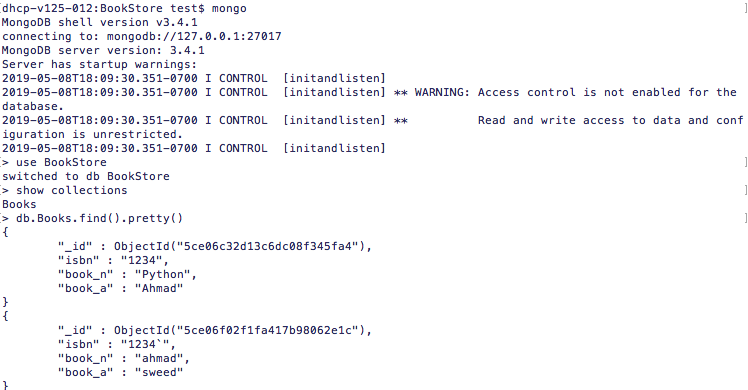 [dhcp-v125-012:BookStore test$ mongo ]
MongoDB shell version v3.4.1
connecting to: mongodb://127.0.0.1:27017
MongoDB server version: 3.4.1
Server has startup warnings:
2019-05-08T18:09:30.351-0700 I CONTROL  [initandlisten]
2019-05-08T18:09:30.351-0700 I CONTROL  [initandlisten] ** WARNING: Access control is not enabled for the
database.
2019-05-08T18:09:30.351-0700 I CONTROL  [initandlisten] **          Read and write access to data and conf
iguration is unrestricted.
2019-05-08T18:09:30.351-0700 I CONTROL  [initandlisten]
[> use BookStore ]
switched to db BookStore
[> show collections ]
Books
[> db.Books.find().pretty() ]
{
        "_id" : ObjectId("5ce06c32d13c6dc08f345fa4"),
        "isbn" : "1234",
        "book_n" : "Python",
        "book_a" : "Ahmad"
}
{
        "_id" : ObjectId("5ce06f02f1fa417b98062e1c"),
        "isbn" : "1234`",
        "book_n" : "ahmad",
        "book_a" : "sweed"
}